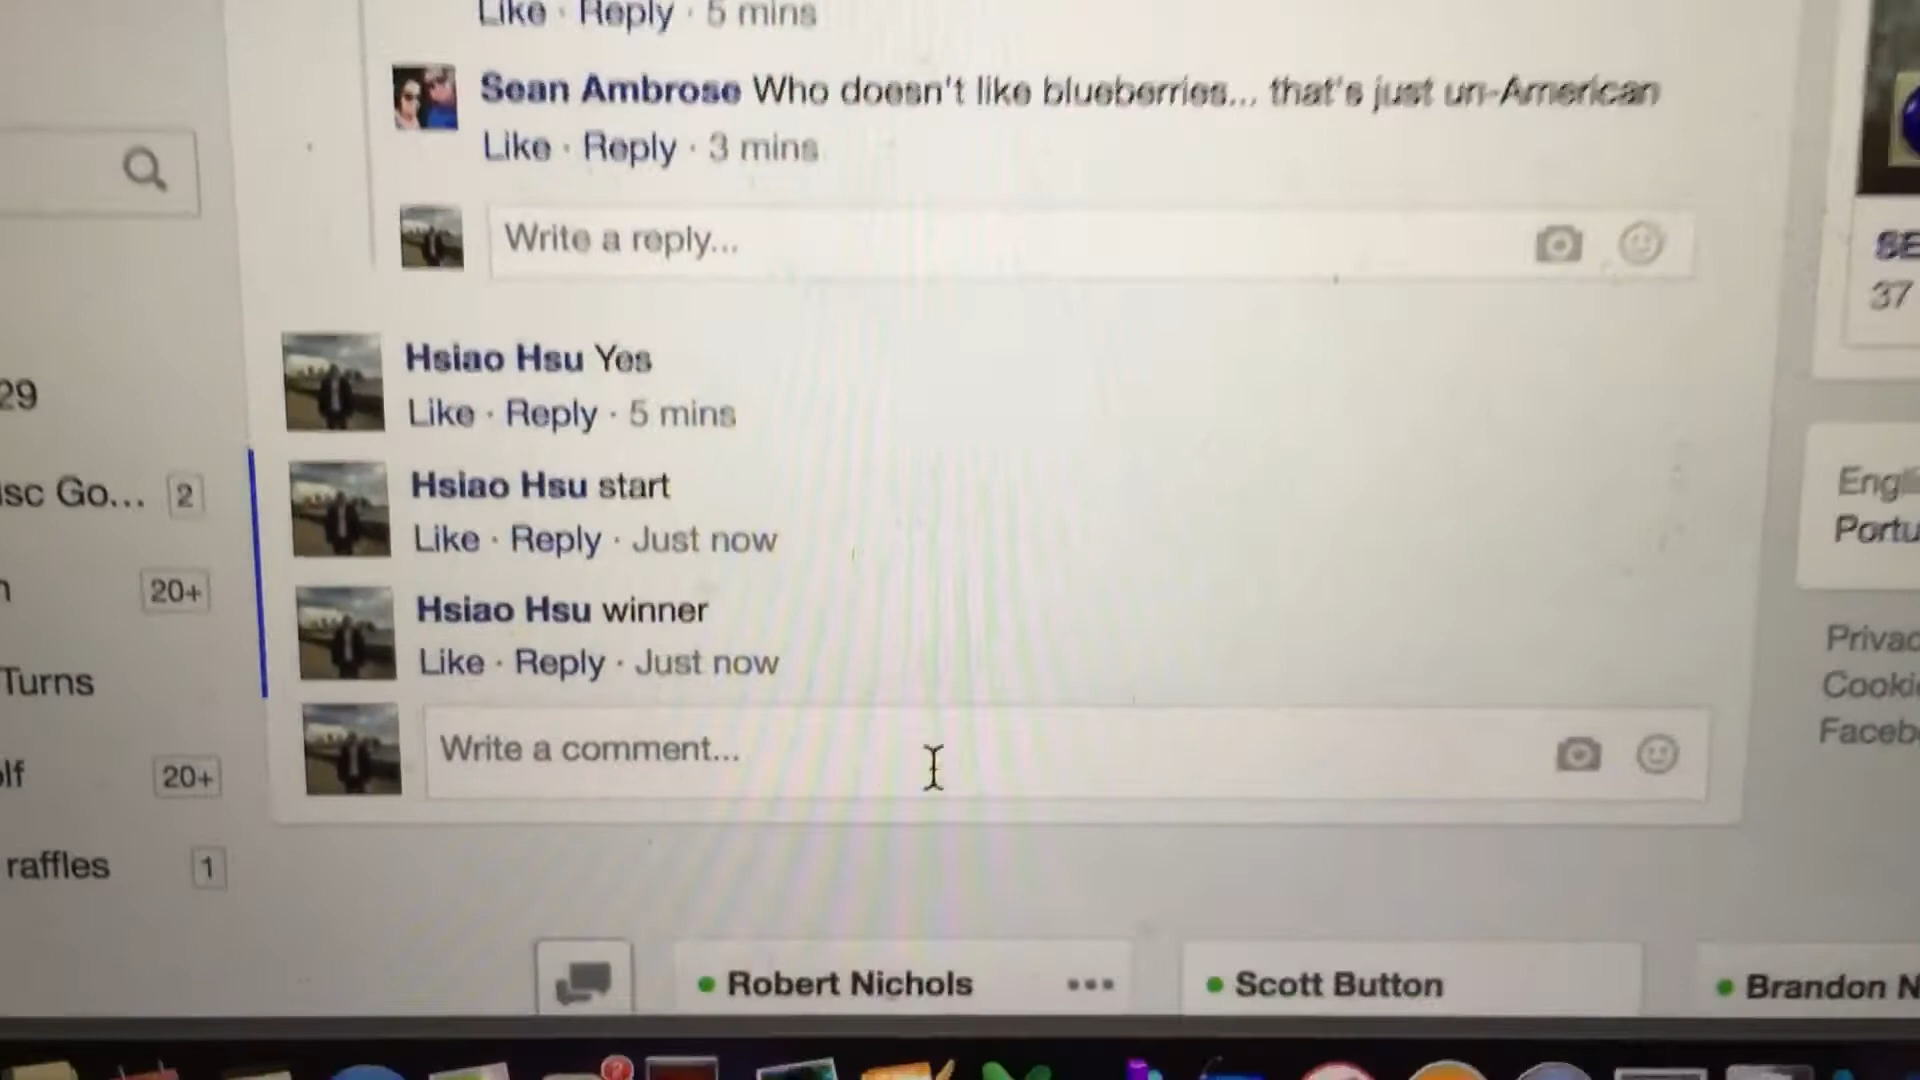 Like · Reply · 5 mins
Sean Ambrose Who doesn't like blueberries... that's just un-American
Like · Reply · 3 mins
Write a reply...
SE
37
Hsiao Hsu Yes
Like · Reply · 5 mins
29
Hsiao Hsu start
Like · Reply · Just now
isc Go... 2
Engli
Portu
20+
Hsiao Hsu winner
Like · Reply · Just now
Turns
Privac
Cooki
Faceb
Write a comment...
olf 20+
raffles 1
Robert Nichols
Scott Button
Brandon N